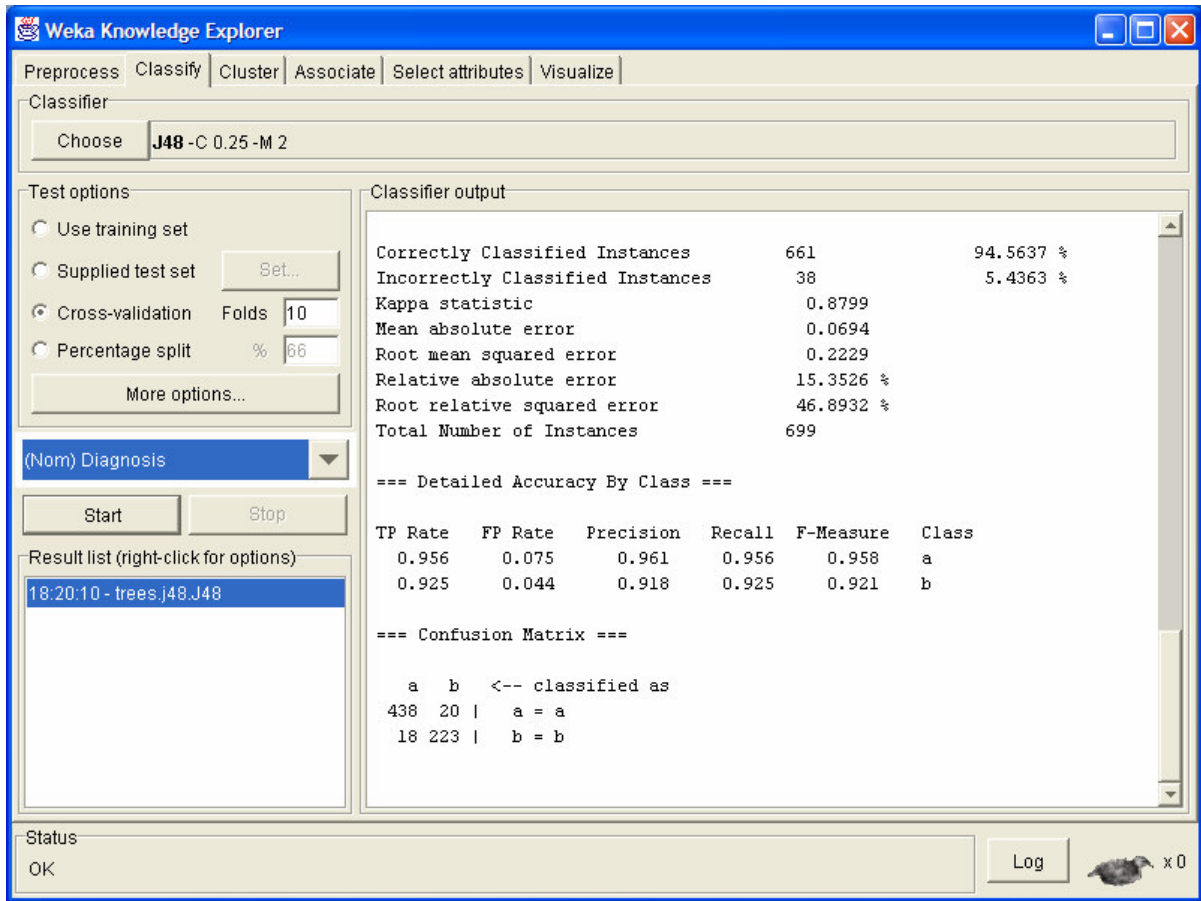 Weka Knowledge Explorer
Preprocess Classify Cluster Associate Select attributes Visualize
Classifier
Choose J48 -C 0.25 -M 2
Test options
Use training set
Supplied test set Set...
Cross-validation Folds 10
Percentage split % 66
More options...
(Nom) Diagnosis
Start Stop
Result list (right-click for options)
18:20:10 - trees.j48.J48
Classifier output
Correctly Classified Instances 661 94.5637 %
Incorrectly Classified Instances 38 5.4363 %
Kappa statistic 0.8799
Mean absolute error 0.0694
Root mean squared error 0.2229
Relative absolute error 15.3526 %
Root relative squared error 46.8932 %
Total Number of Instances 699
=== Detailed Accuracy By Class ===
TP Rate FP Rate Precision Recall F-Measure Class
0.956 0.075 0.961 0.956 0.958 a
0.925 0.044 0.918 0.925 0.921 b
=== Confusion Matrix ===
a b <-- classified as
438 20 | a = a
18 223 | b = b
Status
OK
Log
x 0